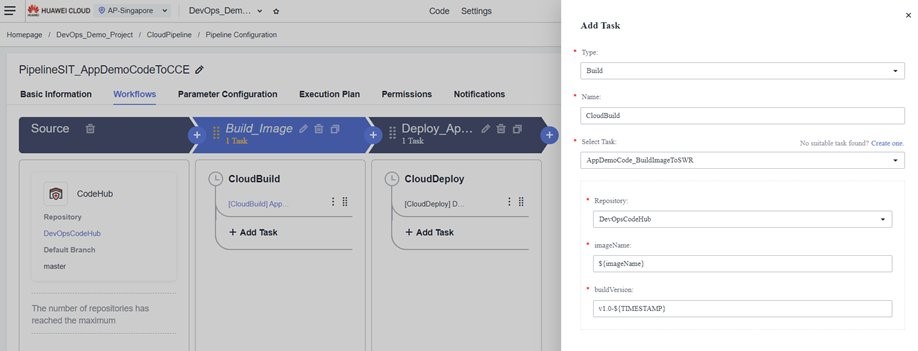 HUAWEI CLOUD AP-Singapore DevOps_Dem... Code Settings
Homepage / DevOps_Demo_Project / CloudPipeline / Pipeline Configuration
PipelineSIT_AppDemoCodeToCCE
Basic Information Workflows Parameter Configuration Execution Plan Permissions Notifications
Source
Build_Image
1 Task
Deploy_Ap...
1 Task
CodeHub
Repository
DevOpsCodeHub
Default Branch
master
The number of repositories has
reached the maximum
CloudBuild
[CloudBuild] App...
+ Add Task
CloudDeploy
[CloudDeploy] D...
+ Add Task
Add Task
* Type:
Build
* Name:
CloudBuild
* Select Task:
No suitable task found? Create one.
AppDemoCode_BuildImageToSWR
* Repository:
DevOpsCodeHub
* imageName:
${imageName}
* buildVersion:
v1.0-${TIMESTAMP}